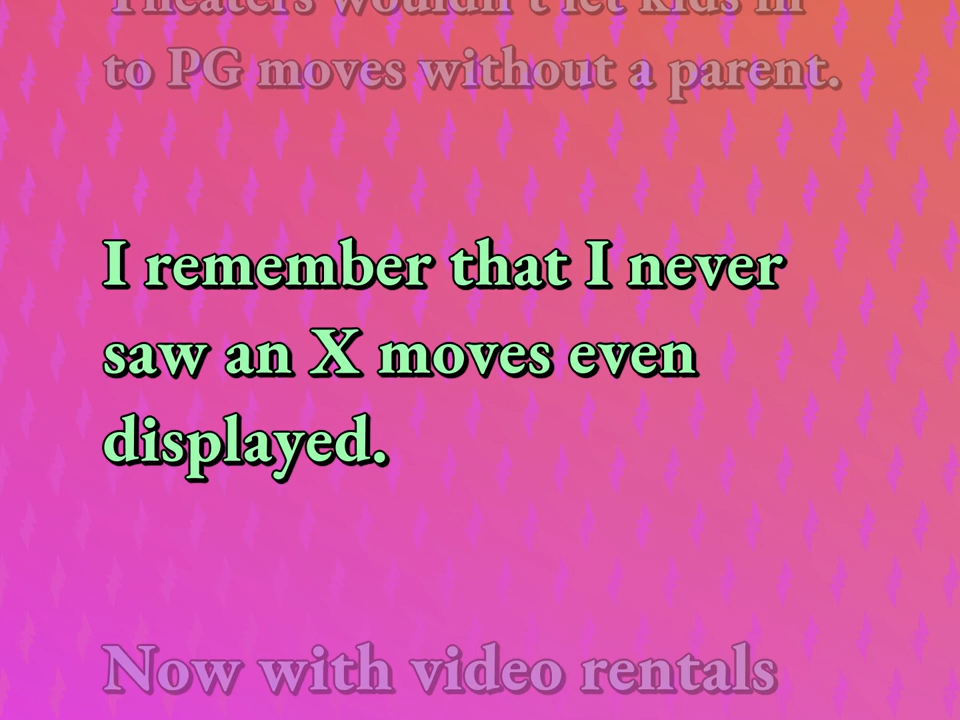 Theaters wouldn't let kids in
to PG moves without a parent.
I remember that I never
saw an X moves even
displayed.
Now with video rentals